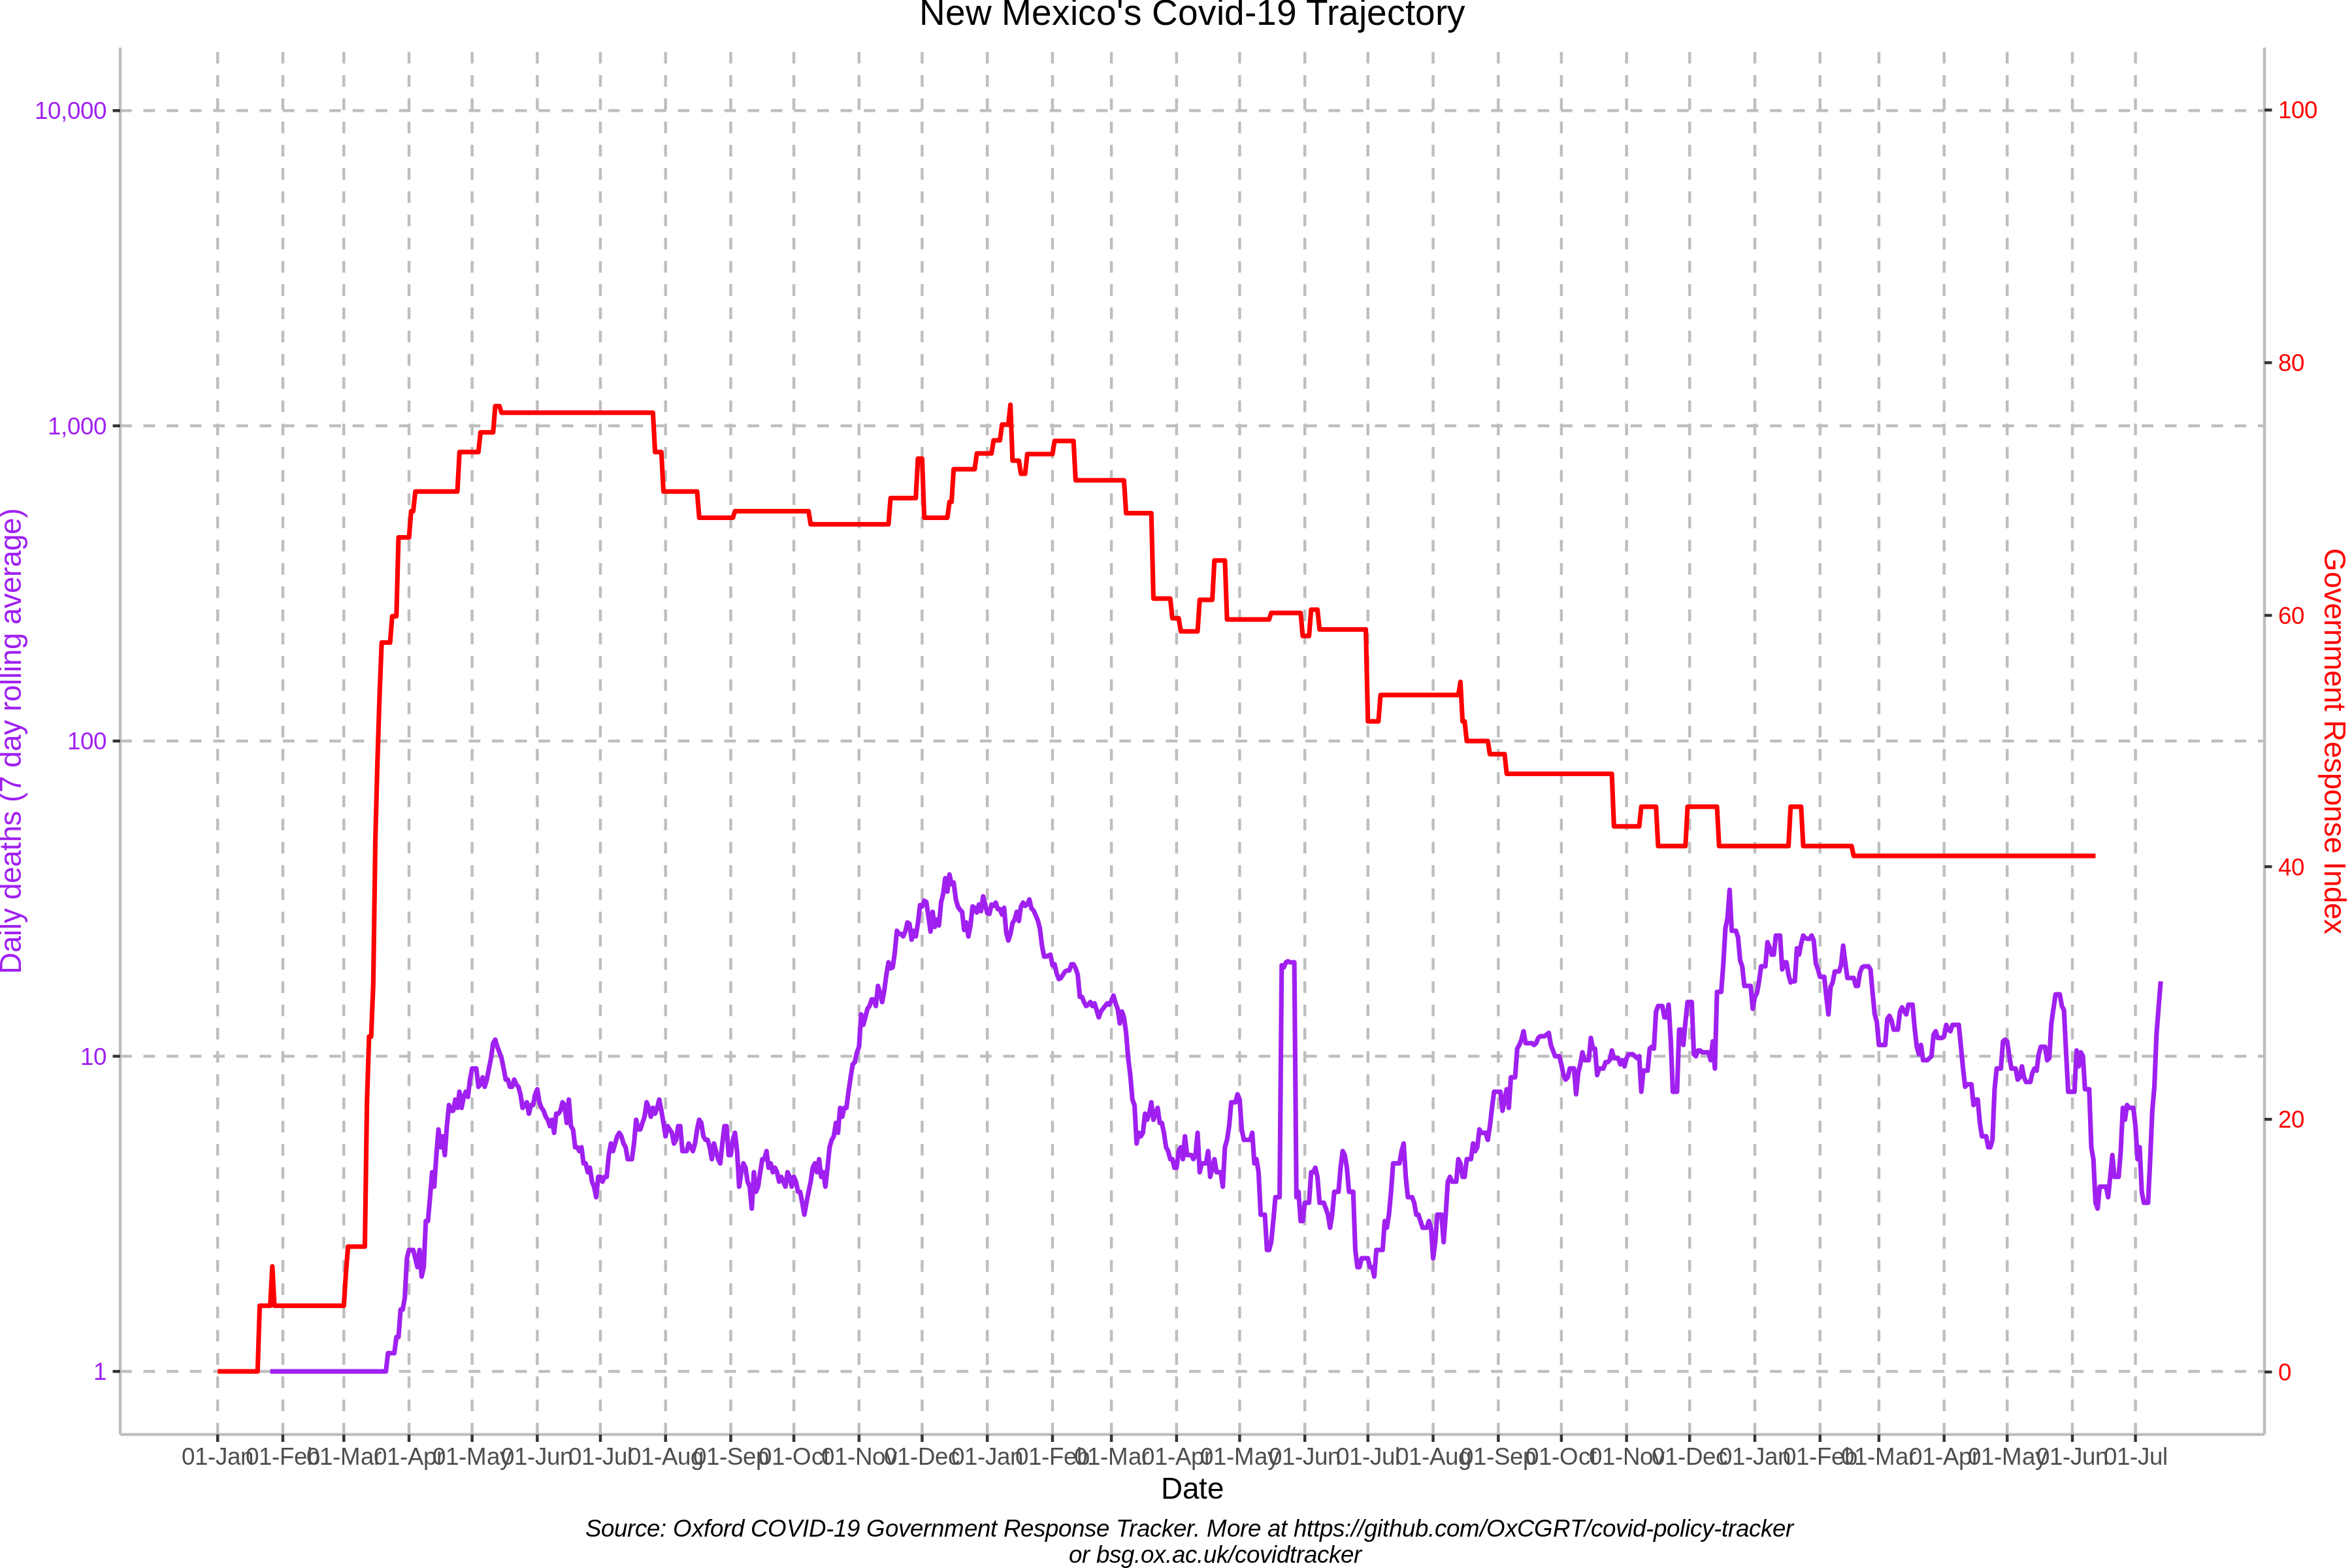 New Mexico's Covid-19 Trajectory
10,000
1,000
100
10
1
Daily deaths (7 day rolling average)
100
80
60
40
20
0
Government Response Index
01-Jan 01-Feb 01-Mar 01-Apr 01-May 01-Jun 01-Jul 01-Aug 01-Sep 01-Oct 01-Nov 01-Dec 01-Jan 01-Feb 01-Mar 01-Apr 01-May 01-Jun 01-Jul 01-Aug 01-Sep 01-Oct 01-Nov 01-Dec 01-Jan 01-Feb 01-Mar 01-Apr 01-May 01-Jun 01-Jul
Date
Source: Oxford COVID-19 Government Response Tracker. More at https://github.com/OxCGRT/covid-policy-tracker
or bsg.ox.ac.uk/covidtracker